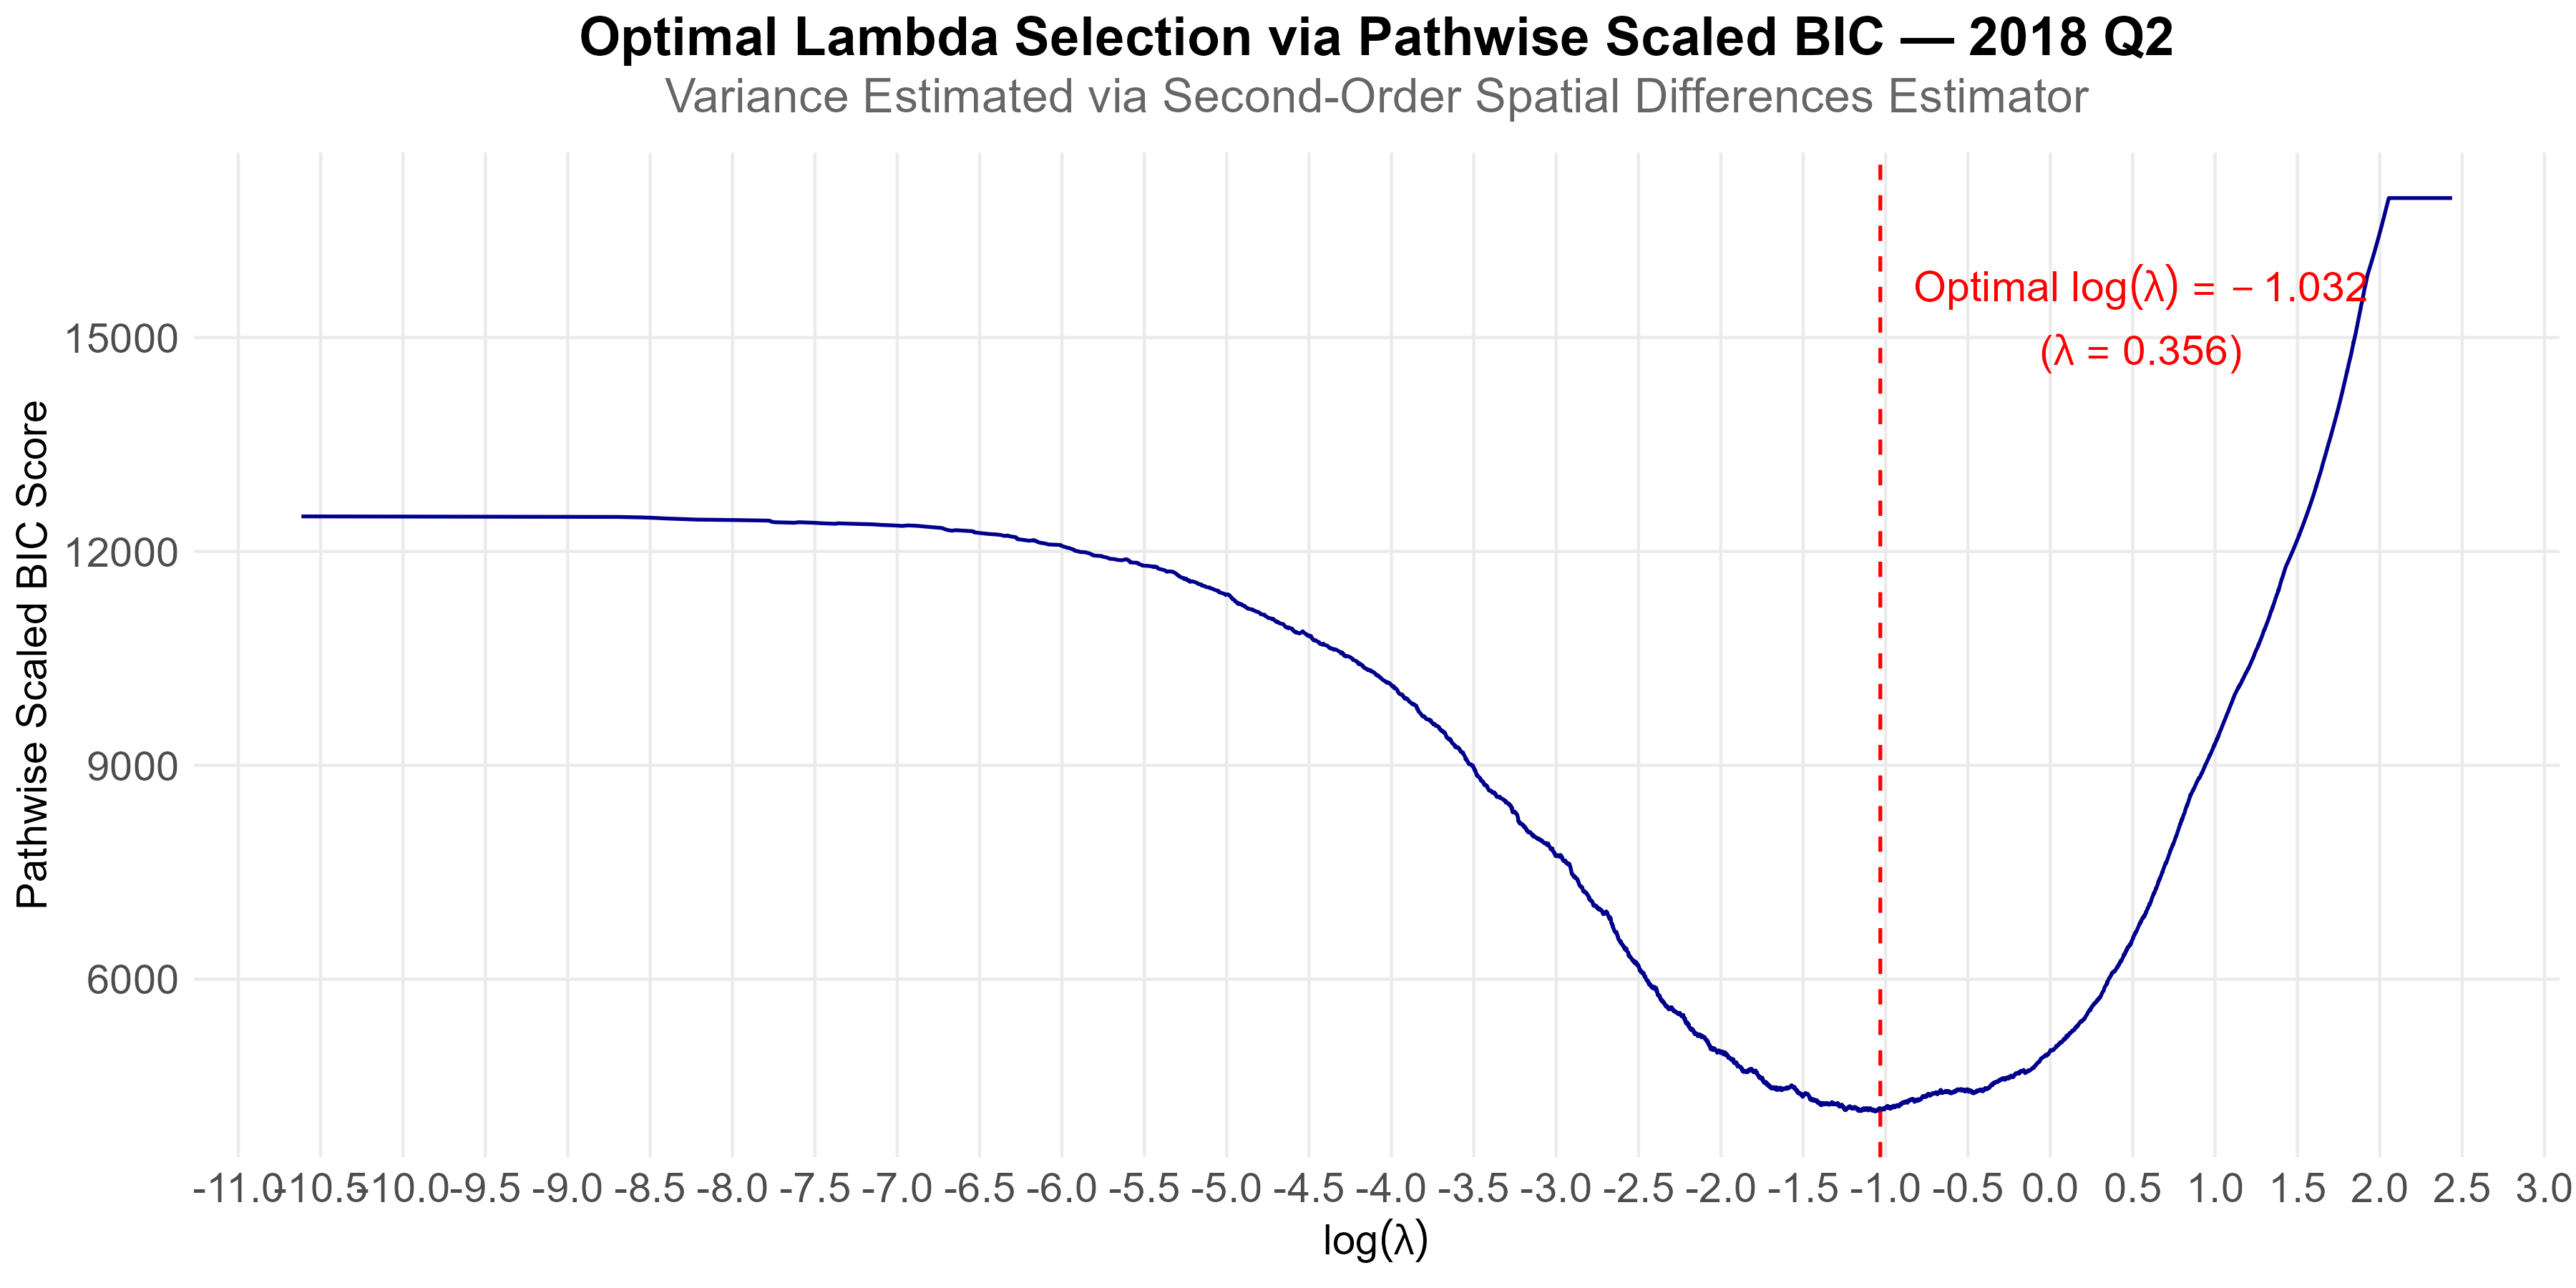 Optimal Lambda Selection via Pathwise Scaled BIC — 2018 Q2
Variance Estimated via Second-Order Spatial Differences Estimator
Optimal log(λ) = − 1.032
(λ = 0.356)
Pathwise Scaled BIC Score
15000
12000
9000
6000
-11.0 -10.5 -10.0 -9.5 -9.0 -8.5 -8.0 -7.5 -7.0 -6.5 -6.0 -5.5 -5.0 -4.5 -4.0 -3.5 -3.0 -2.5 -2.0 -1.5 -1.0 -0.5 0.0 0.5 1.0 1.5 2.0 2.5 3.0
log(λ)